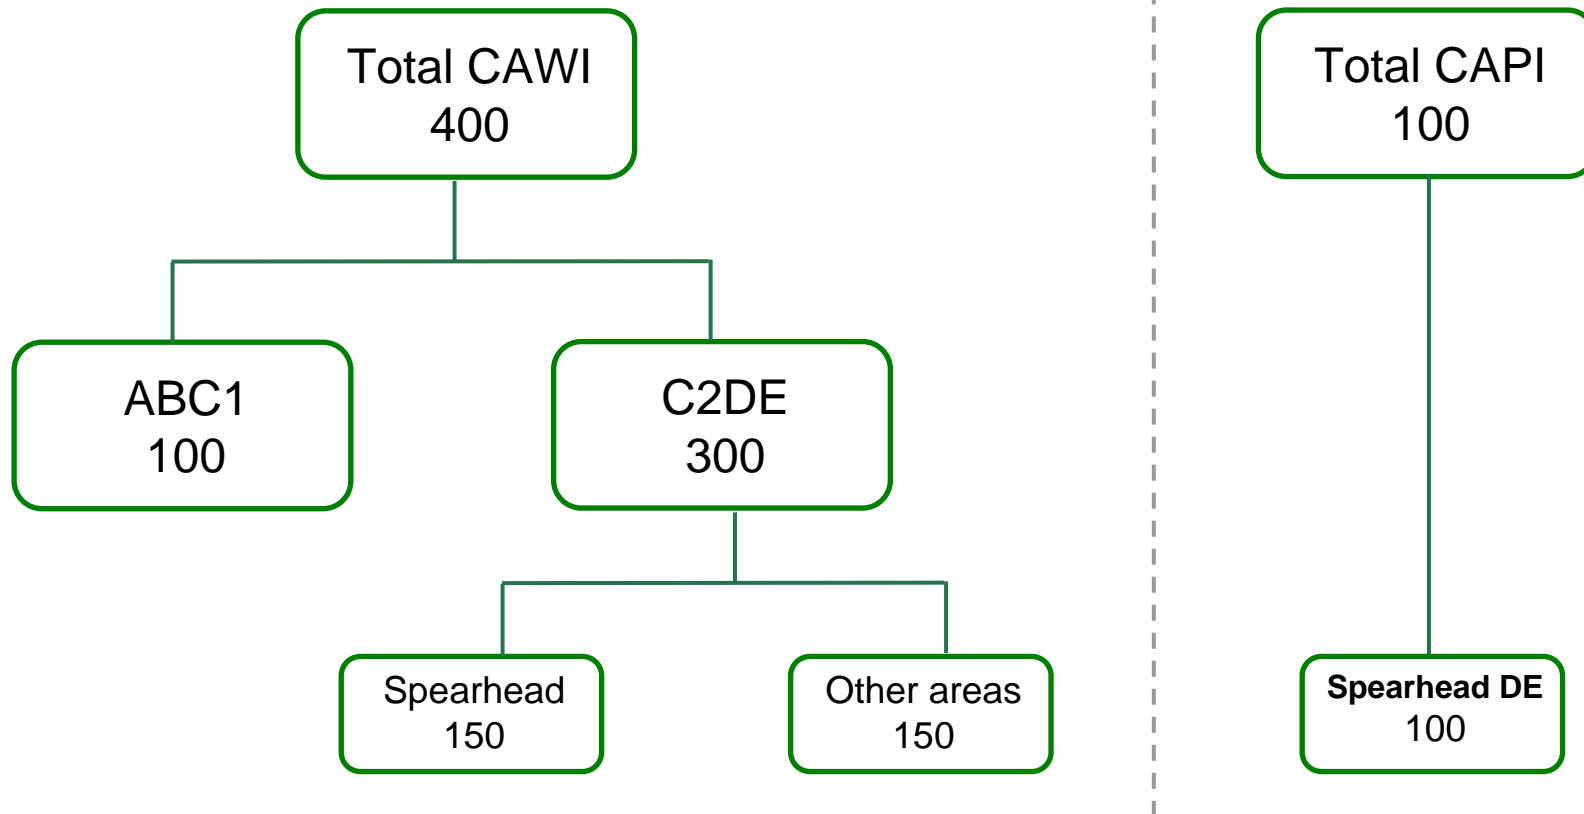 Total CAWI
400
Total CAPI
100
ABC1
100
C2DE
300
Spearhead
150
Other areas
150
Spearhead DE
100